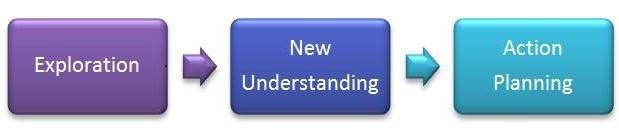 Exploration
New
Understanding
Action
Planning